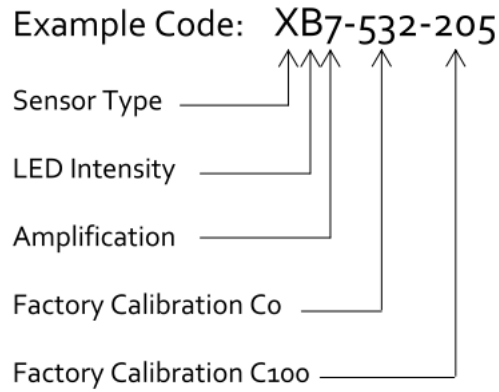 Example Code: XB7-532-205
Sensor Type
LED Intensity
Amplification
Factory Calibration C0
Factory Calibration C100